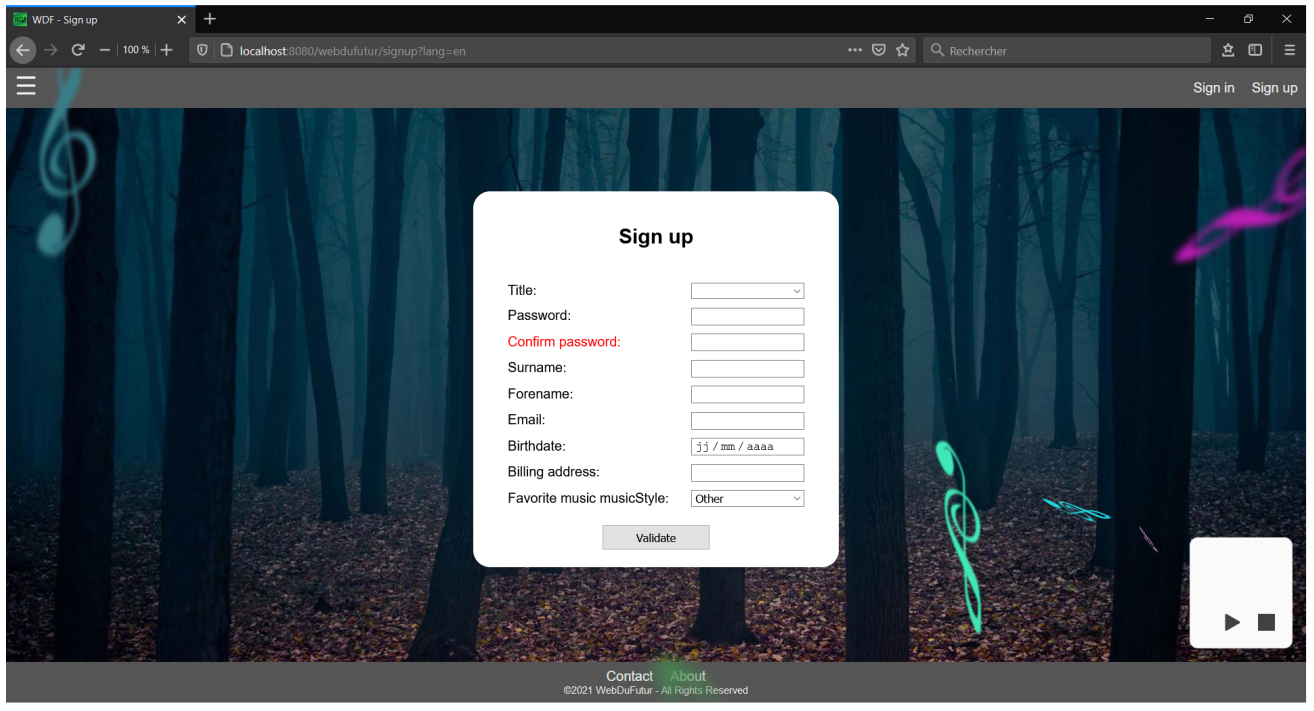 WDF - Sign up
100 %
localhost:8080/webdufutur/signup?lang=en
Rechercher
Sign in Sign up
Sign up
Title:
Password:
Confirm password:
Surname:
Forename:
Email:
Birthdate: jj / mm / aaaa
Billing address:
Favorite music musicStyle: Other
Validate
Contact About
©2021 WebDuFutur - All Rights Reserved